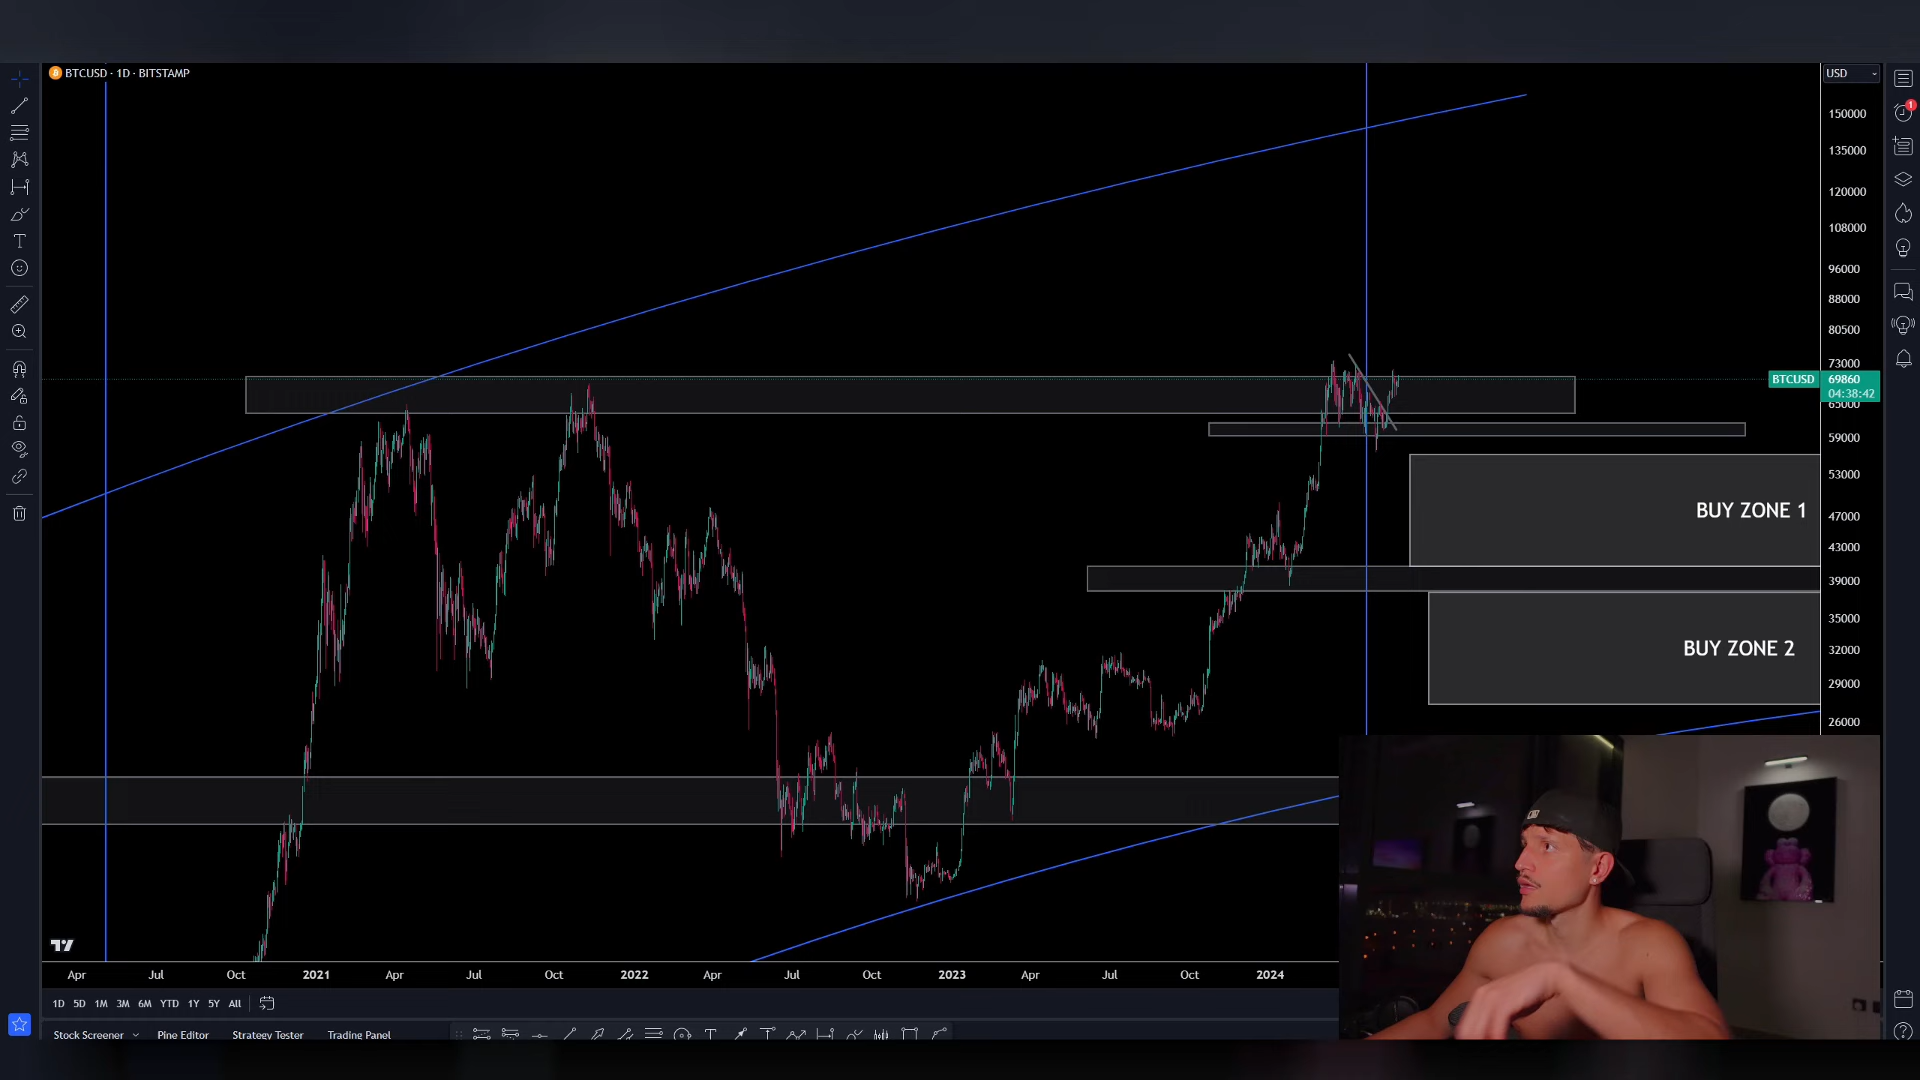 BTCUSD · 1D · BITSTAMP
USD
1
150000
135000
120000
108000
96000
88000
80500
73000
BTCUSD 69860
04:38:42
65000
59000
53000
BUY ZONE 1
47000
43000
39000
35000
BUY ZONE 2
32000
29000
26000
Apr Jul Oct 2021 Apr Jul Oct 2022 Apr Jul Oct 2023 Apr Jul Oct 2024
1D 5D 1M 3M 6M YTD 1Y 5Y All
Stock Screener Pine Editor Strategy Tester Trading Panel